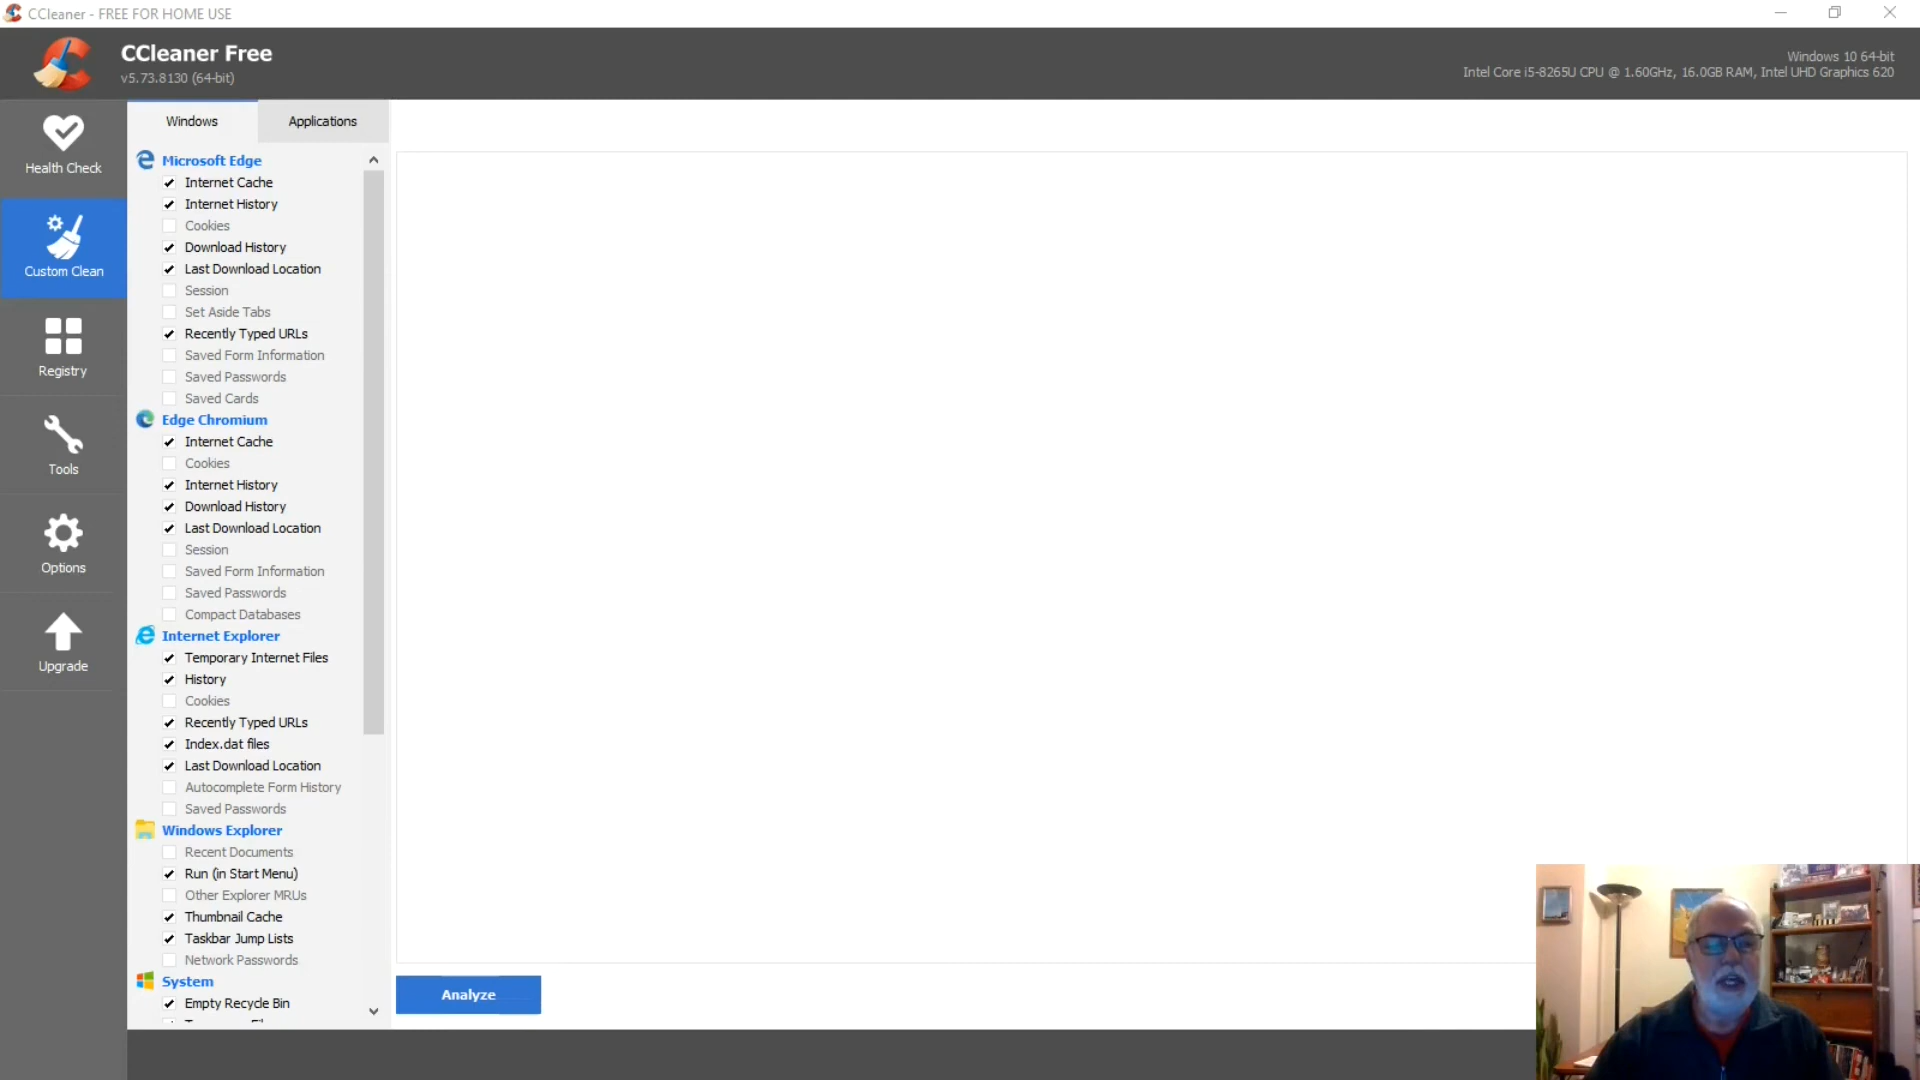 CCleaner - FREE FOR HOME USE
CCleaner Free
v5.73.8130 (64-bit)
Windows 10 64-bit
Intel Core i5-8265U CPU @ 1.60GHz, 16.0GB RAM, Intel UHD Graphics 620
Health Check
Custom Clean
Registry
Tools
Options
Upgrade
Windows
Applications
Microsoft Edge
Internet Cache
Internet History
Cookies
Download History
Last Download Location
Session
Set Aside Tabs
Recently Typed URLs
Saved Form Information
Saved Passwords
Saved Cards
Edge Chromium
Internet Cache
Cookies
Internet History
Download History
Last Download Location
Session
Saved Form Information
Saved Passwords
Compact Databases
Internet Explorer
Temporary Internet Files
History
Cookies
Recently Typed URLs
Index.dat files
Last Download Location
Autocomplete Form History
Saved Passwords
Windows Explorer
Recent Documents
Run (in Start Menu)
Other Explorer MRUs
Thumbnail Cache
Taskbar Jump Lists
Network Passwords
System
Empty Recycle Bin
Analyze